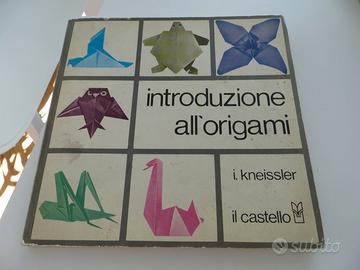 introduzione
all'origami
i. kneissler
il castello
subito